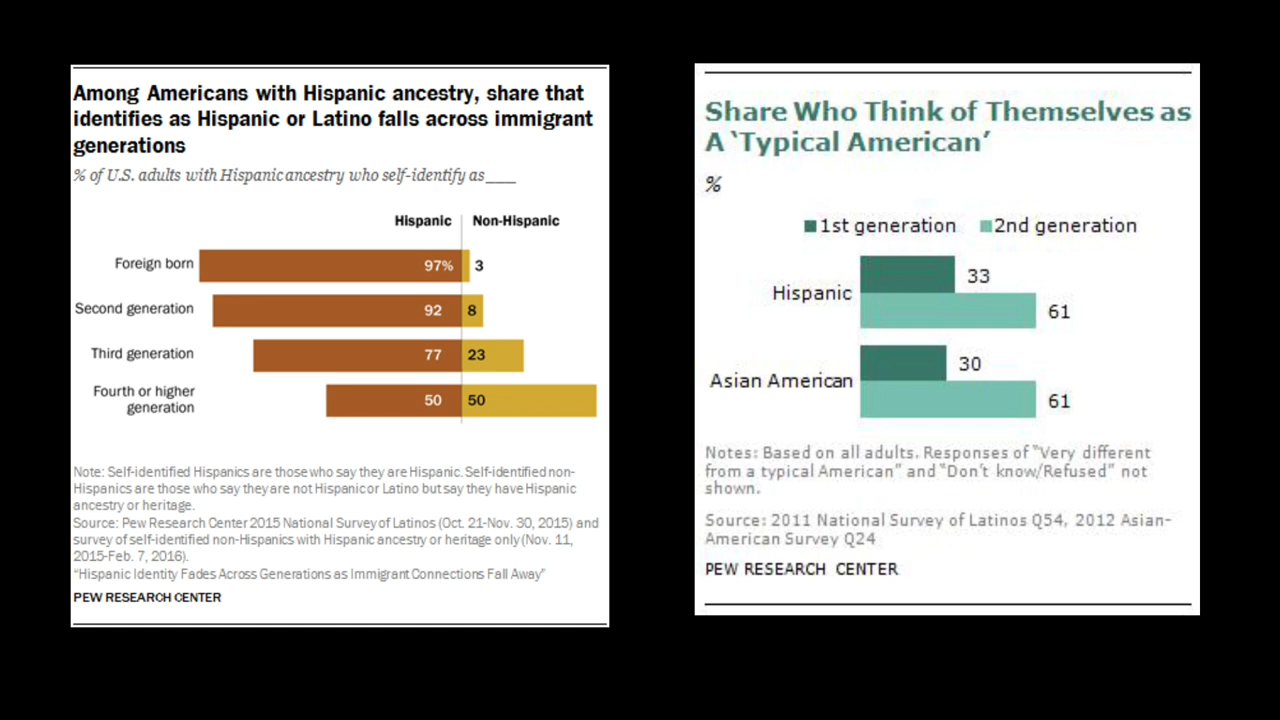 Among Americans with Hispanic ancestry, share that
identifies as Hispanic or Latino falls across immigrant
generations
% of U.S. adults with Hispanic ancestry who self-identify as ___
Hispanic Non-Hispanic
Foreign born 97% 3
Second generation 92 8
Third generation 77 23
Fourth or higher
generation 50 50
Note: Self-identified Hispanics are those who say they are Hispanic. Self-identified non-
Hispanics are those who say they are not Hispanic or Latino but say they have Hispanic
ancestry or heritage.
Source: Pew Research Center 2015 National Survey of Latinos (Oct. 21-Nov. 30, 2015) and
survey of self-identified non-Hispanics with Hispanic ancestry or heritage only (Nov. 11,
2015-Feb. 7, 2016).
“Hispanic Identity Fades Across Generations as Immigrant Connections Fall Away”
PEW RESEARCH CENTER
Share Who Think of Themselves as
A ‘Typical American’
%
1st generation 2nd generation
Hispanic 33
61
Asian American 30
61
Notes: Based on all adults. Responses of “Very different
from a typical American” and “Don’t know/Refused” not
shown.
Source: 2011 National Survey of Latinos Q54, 2012 Asian-
American Survey Q24
PEW RESEARCH CENTER